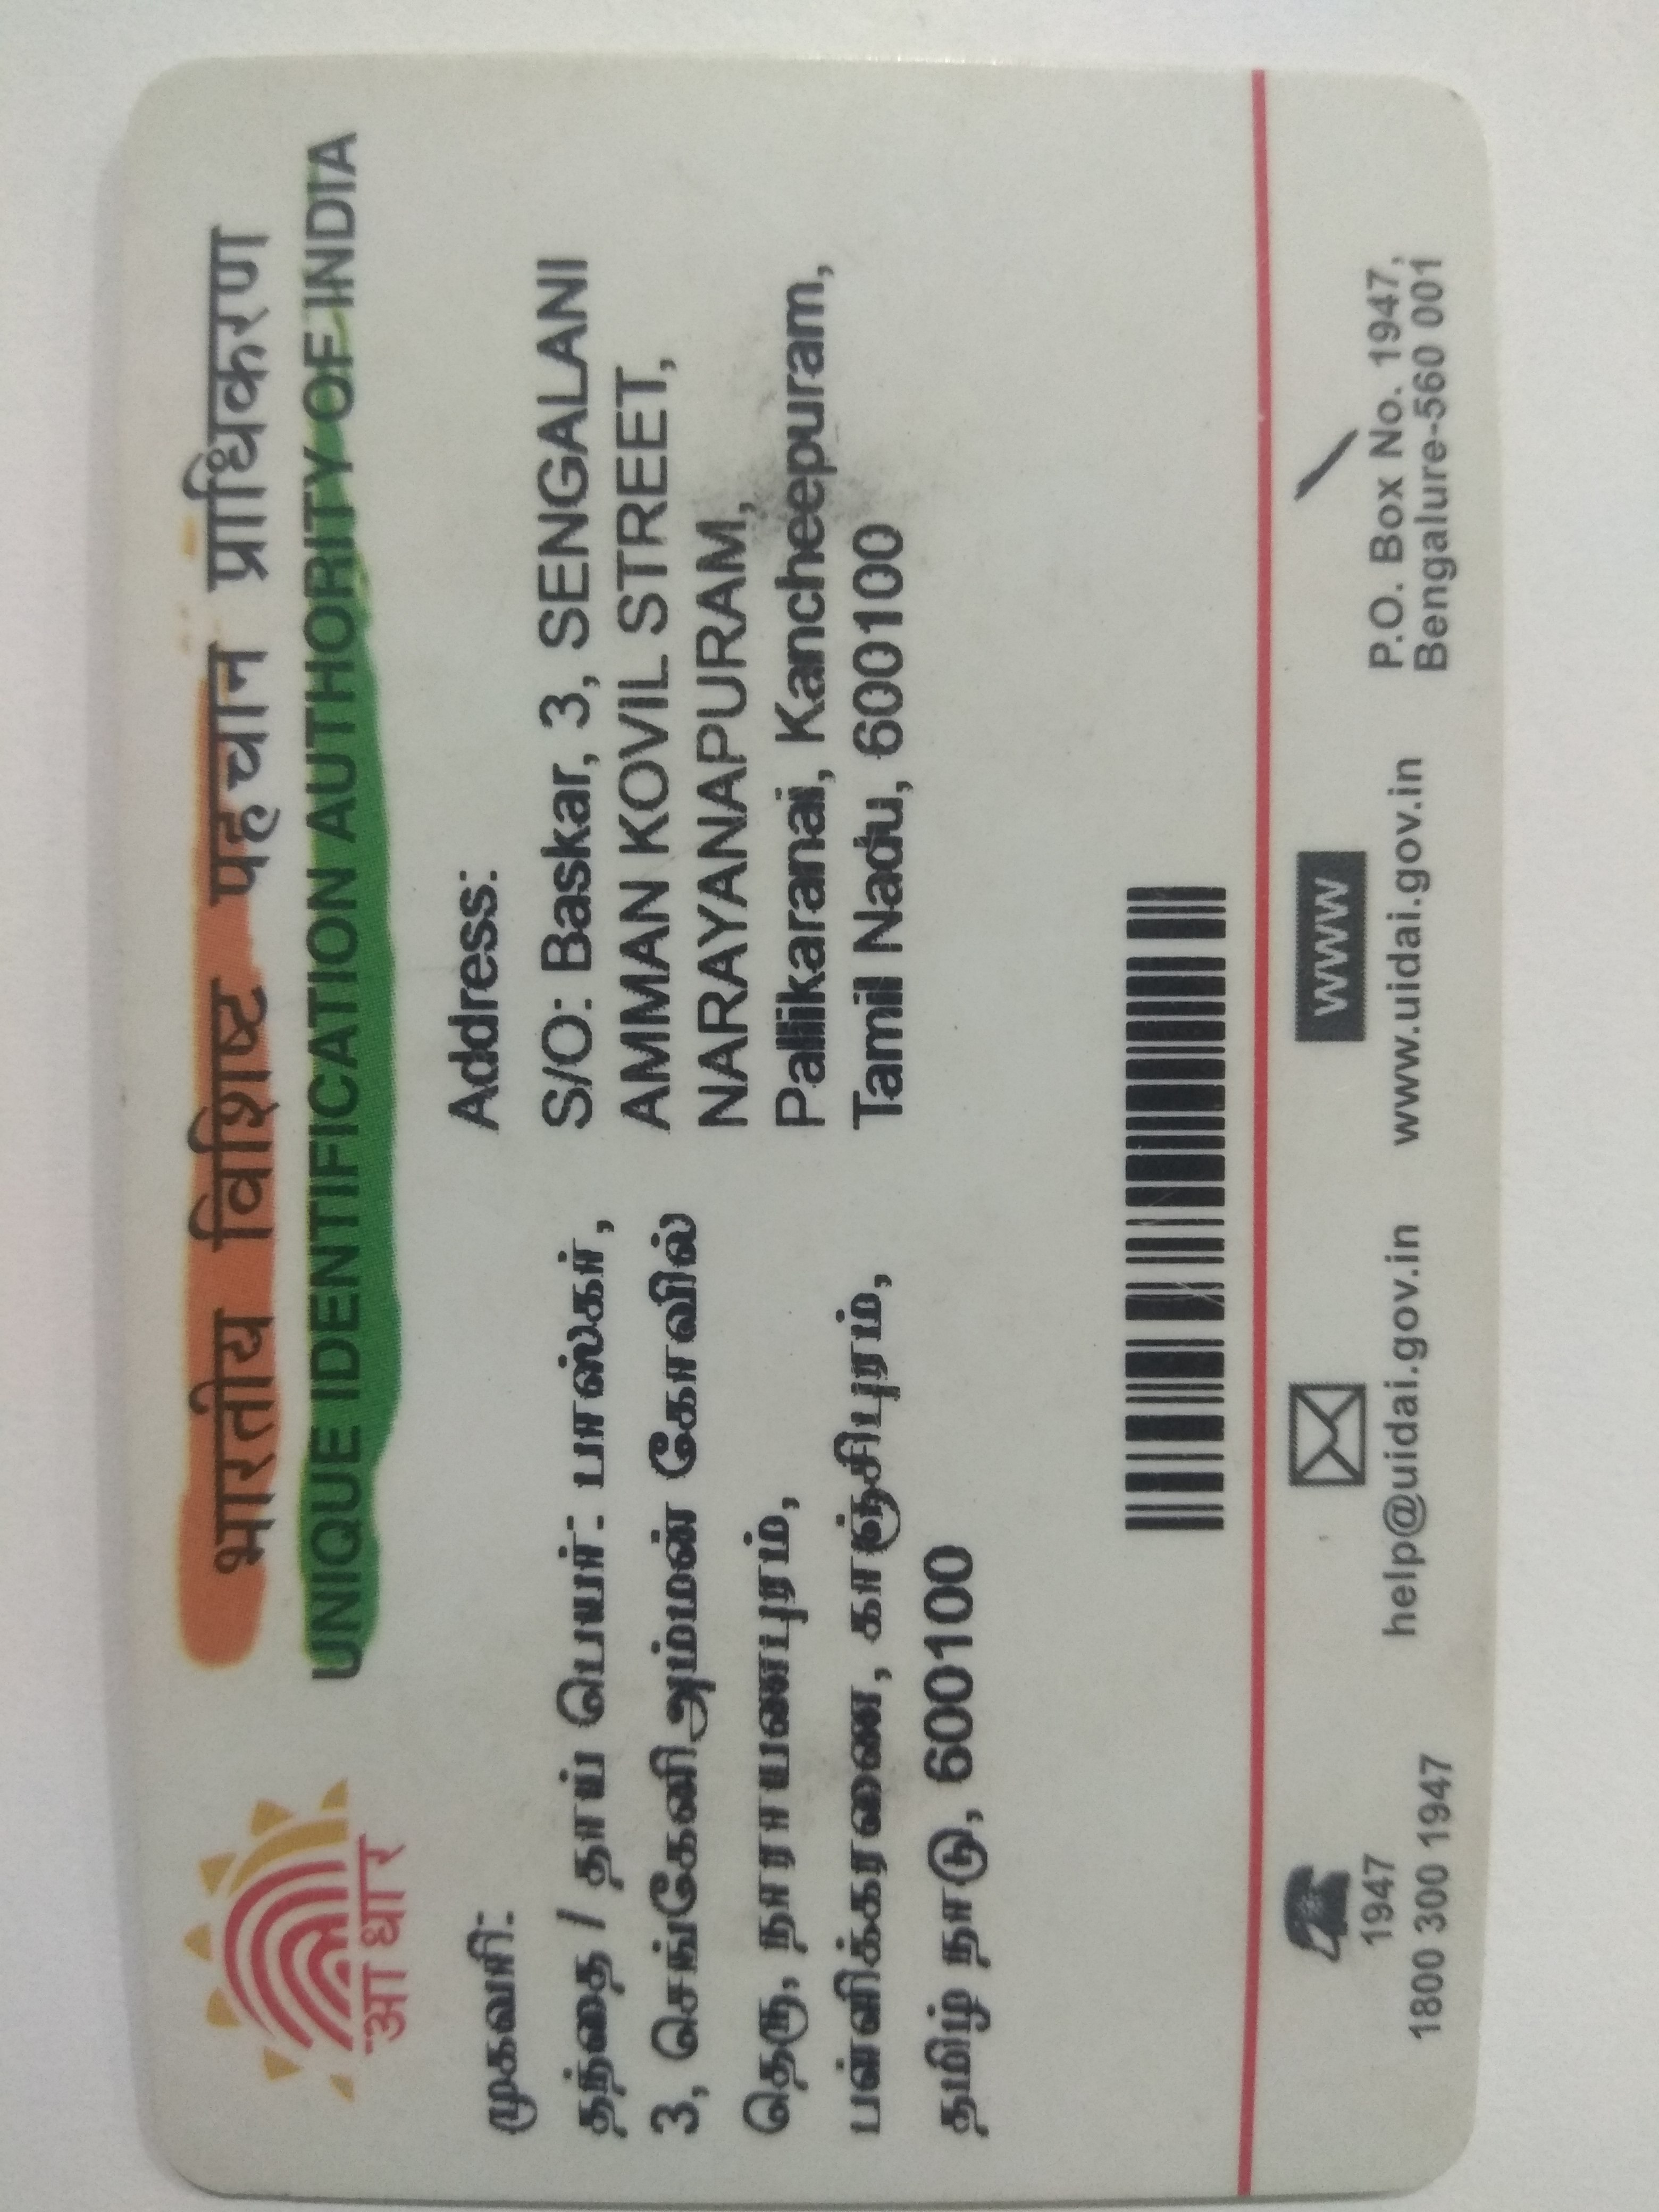 भारतीय विशिष्ट पहचान प्राधिकरण
UNIQUE IDENTIFICATION AUTHORITY OF INDIA
आधार
முகவரி:
தந்தை / தாய் பெயர்: பாஸ்கர்,
3, செங்கேனிஅம்மன் கோவில்
தெரு, நாராயணபுரம்,
பள்ளிக்கரணை, காஞ்சிபுரம்,
தமிழ் நாடு, 600100
Address:
S/O: Baskar, 3, SENGALANI
AMMAN KOVIL STREET,
NARAYANAPURAM,
Pallikaranai, Kancheepuram,
Tamil Nadu, 600100
1947
1800 300 1947
help@uidai.gov.in
WWW
www.uidai.gov.in
P.O. Box No. 1947,
Bengalure-560 001